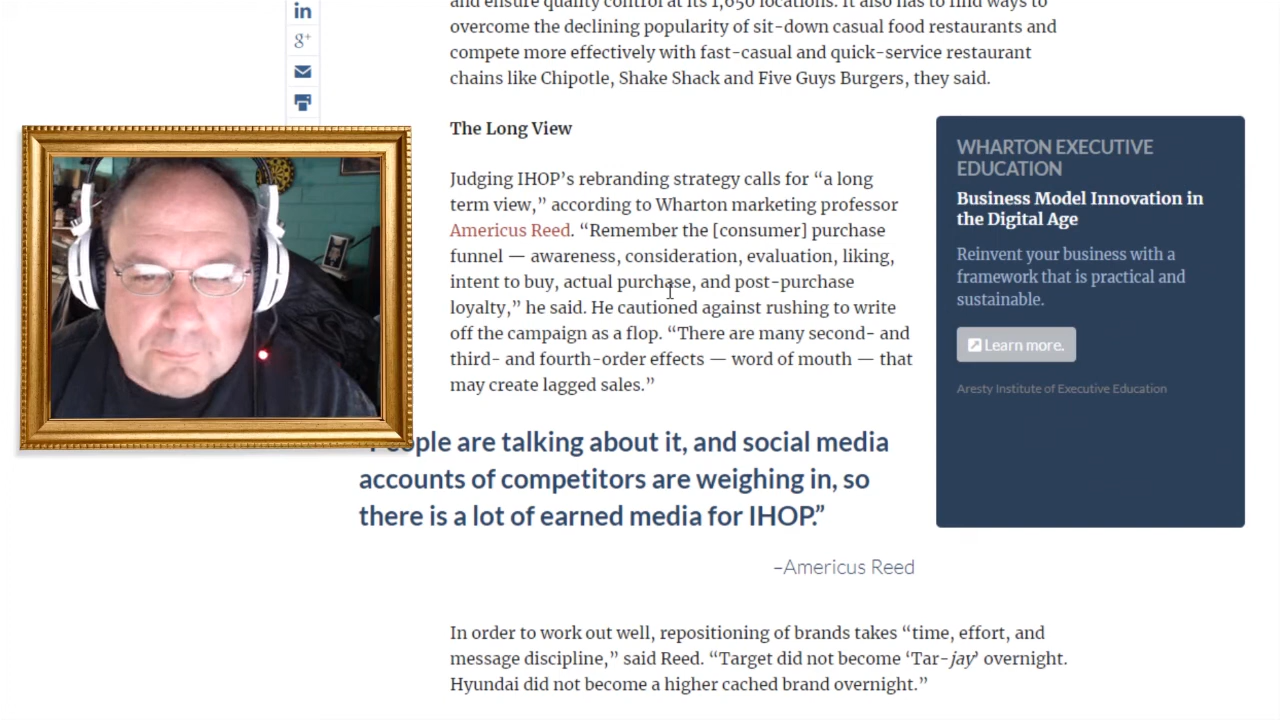 and ensure quality control at its 1,650 locations. It also has to find ways to
overcome the declining popularity of sit-down casual food restaurants and
compete more effectively with fast-casual and quick-service restaurant
chains like Chipotle, Shake Shack and Five Guys Burgers, they said.
The Long View
Judging IHOP’s rebranding strategy calls for “a long
term view,” according to Wharton marketing professor
Americus Reed. “Remember the [consumer] purchase
funnel — awareness, consideration, evaluation, liking,
intent to buy, actual purchase, and post-purchase
loyalty,” he said. He cautioned against rushing to write
off the campaign as a flop. “There are many second- and
third- and fourth-order effects — word of mouth — that
may create lagged sales.”
“People are talking about it, and social media
accounts of competitors are weighing in, so
there is a lot of earned media for IHOP.”
–Americus Reed
In order to work out well, repositioning of brands takes “time, effort, and
message discipline,” said Reed. “Target did not become ‘Tar-jay’ overnight.
Hyundai did not become a higher cached brand overnight.”
WHARTON EXECUTIVE
EDUCATION
Business Model Innovation in
the Digital Age
Reinvent your business with a
framework that is practical and
sustainable.
Learn more.
Aresty Institute of Executive Education
in
g+